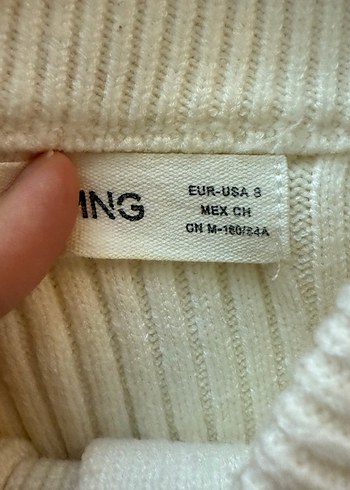 MNG
EUR-USA S
MEX CH
CN M-160/84A